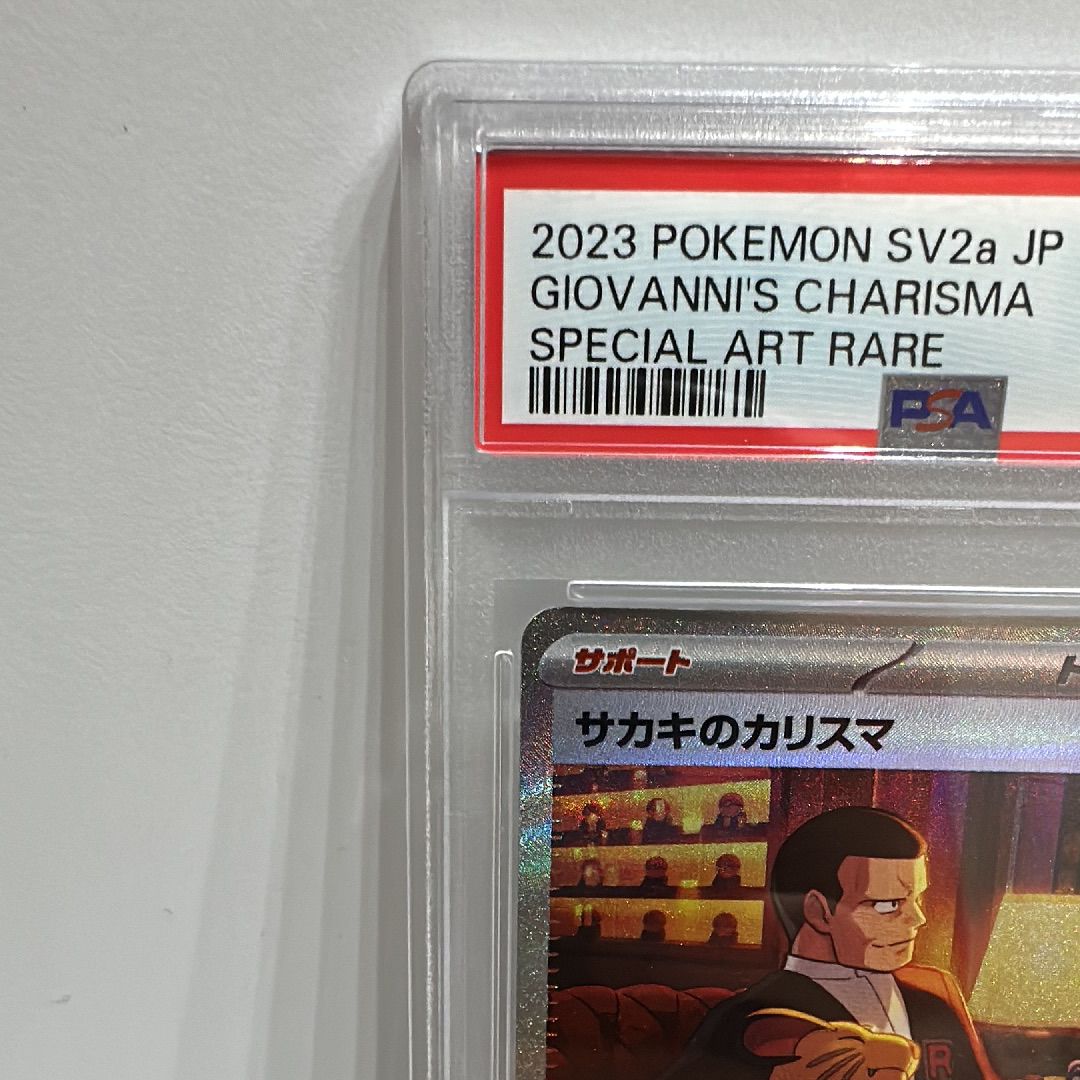 2023 POKEMON SV2a JP
GIOVANNI'S CHARISMA
SPECIAL ART RARE
PSA
サポート
サカキのカリスマ
R